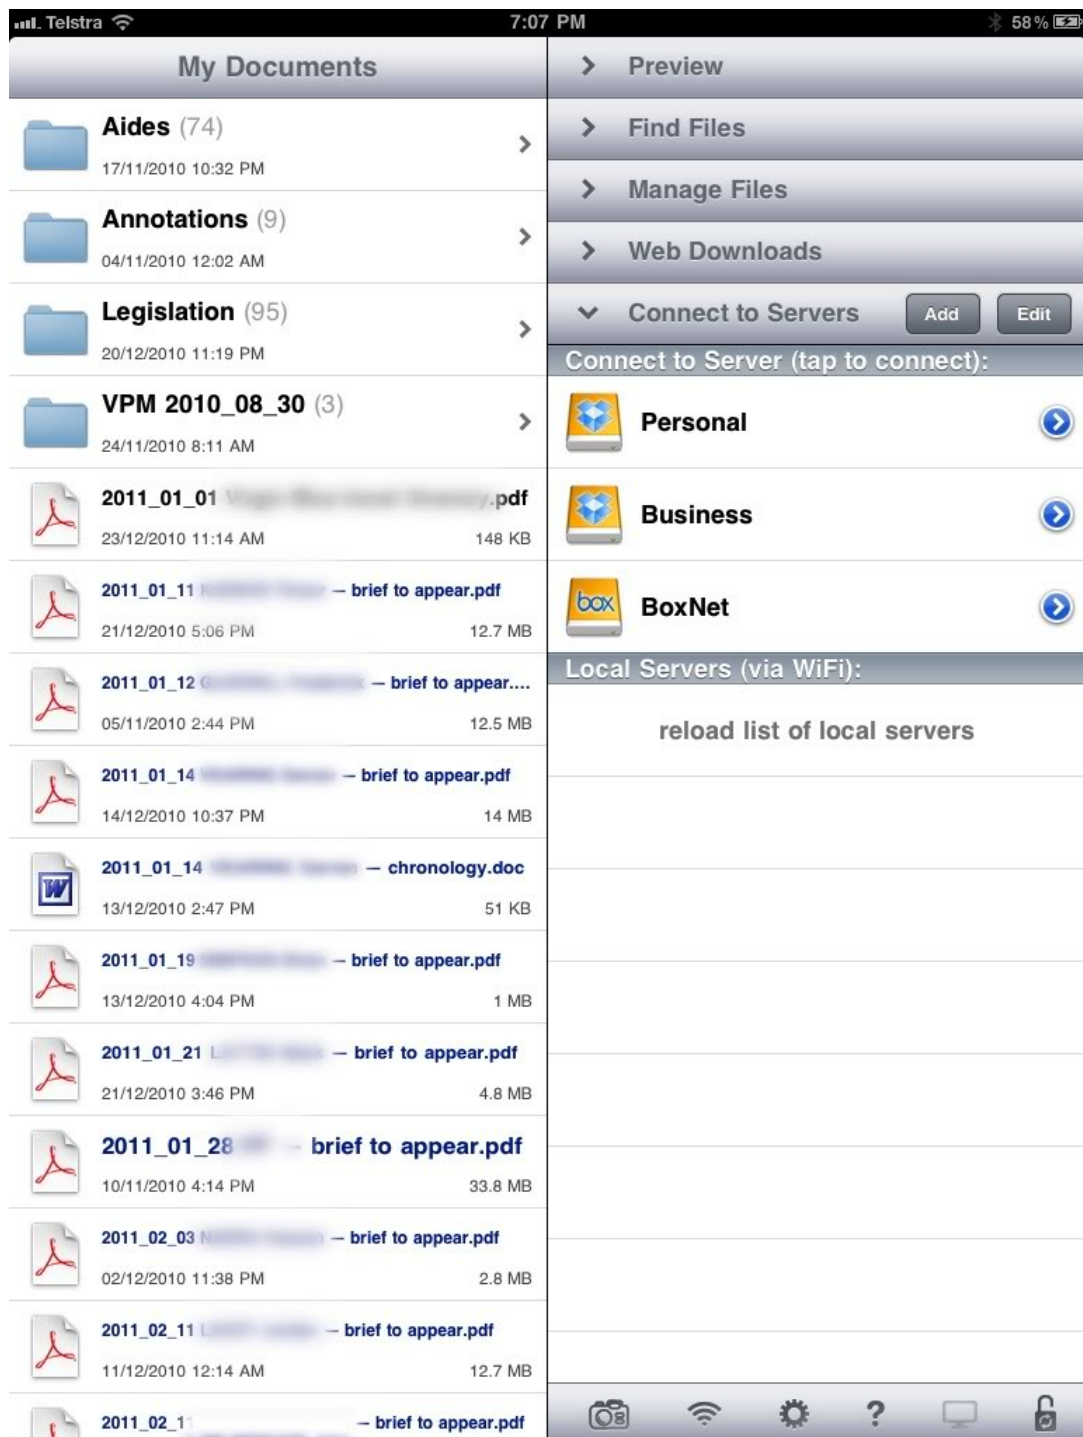 Telstra
7:07 PM
58%
My Documents
Aides (74)
17/11/2010 10:32 PM
Annotations (9)
04/11/2010 12:02 AM
Legislation (95)
20/12/2010 11:19 PM
VPM 2010_08_30 (3)
24/11/2010 8:11 AM
2011_01_01 .pdf
23/12/2010 11:14 AM 148 KB
2011_01_11 – brief to appear.pdf
21/12/2010 5:06 PM 12.7 MB
2011_01_12 – brief to appear....
05/11/2010 2:44 PM 12.5 MB
2011_01_14 – brief to appear.pdf
14/12/2010 10:37 PM 14 MB
2011_01_14 – chronology.doc
13/12/2010 2:47 PM 51 KB
2011_01_19 – brief to appear.pdf
13/12/2010 4:04 PM 1 MB
2011_01_21 – brief to appear.pdf
21/12/2010 3:46 PM 4.8 MB
2011_01_28 – brief to appear.pdf
10/11/2010 4:14 PM 33.8 MB
2011_02_03 – brief to appear.pdf
02/12/2010 11:38 PM 2.8 MB
2011_02_11 – brief to appear.pdf
11/12/2010 12:14 AM 12.7 MB
2011_02_1 – brief to appear.pdf
Preview
Find Files
Manage Files
Web Downloads
Connect to Servers Add Edit
Connect to Server (tap to connect):
Personal
Business
box BoxNet
Local Servers (via WiFi):
reload list of local servers
?